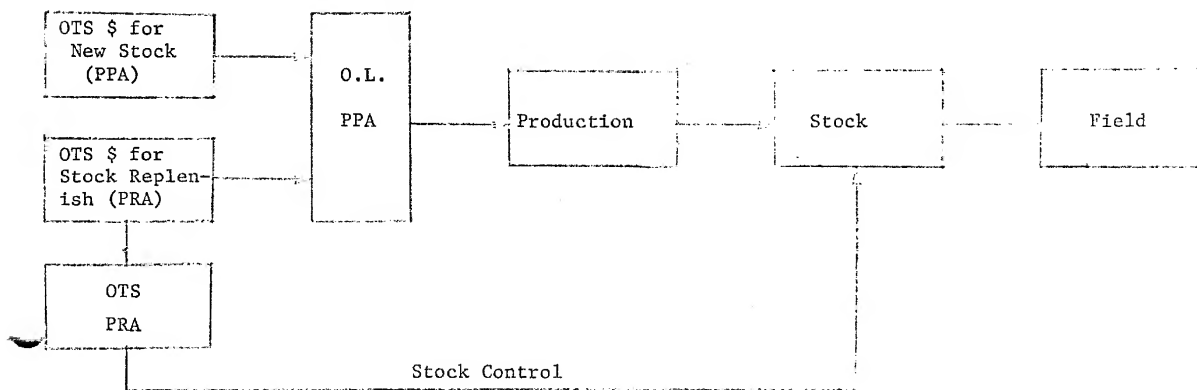 OTS $ for
New Stock
(PPA)
O.L.
PPA
Production
Stock
Field
OTS $ for
Stock Replen-
ish (PRA)
OTS
PRA
Stock Control